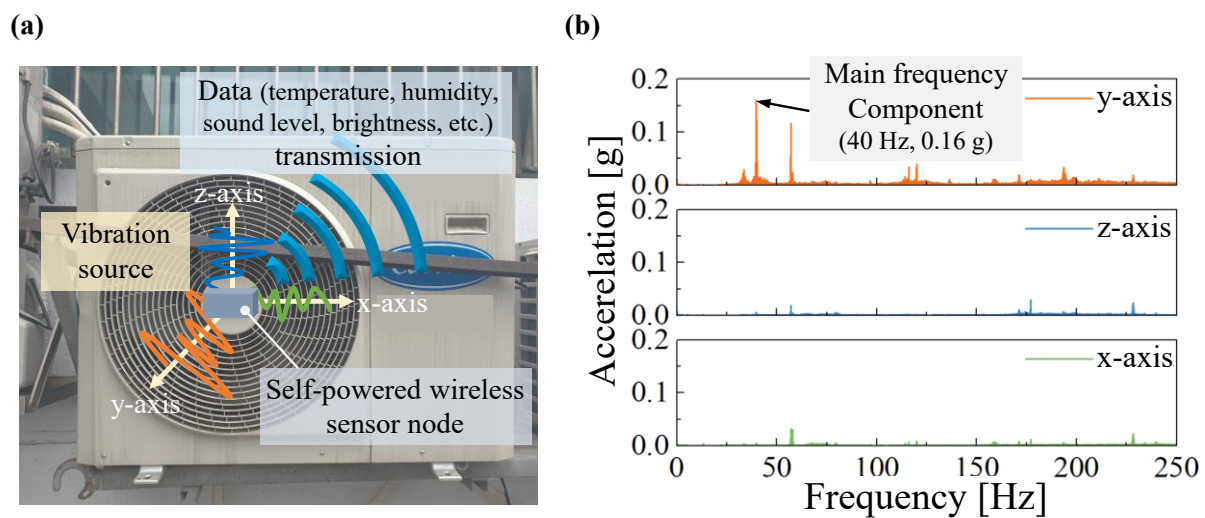 (a)
Data (temperature, humidity,
sound level, brightness, etc.)
transmission
z-axis
Vibration
source
x-axis
y-axis
Self-powered wireless
sensor node
(b)
Main frequency
Component
(40 Hz, 0.16 g)
y-axis
z-axis
x-axis
Accerelation [g]
0.2
0.1
0.0
0.2
0.1
0.0
0.2
0.1
0.0
0 50 100 150 200 250
Frequency [Hz]